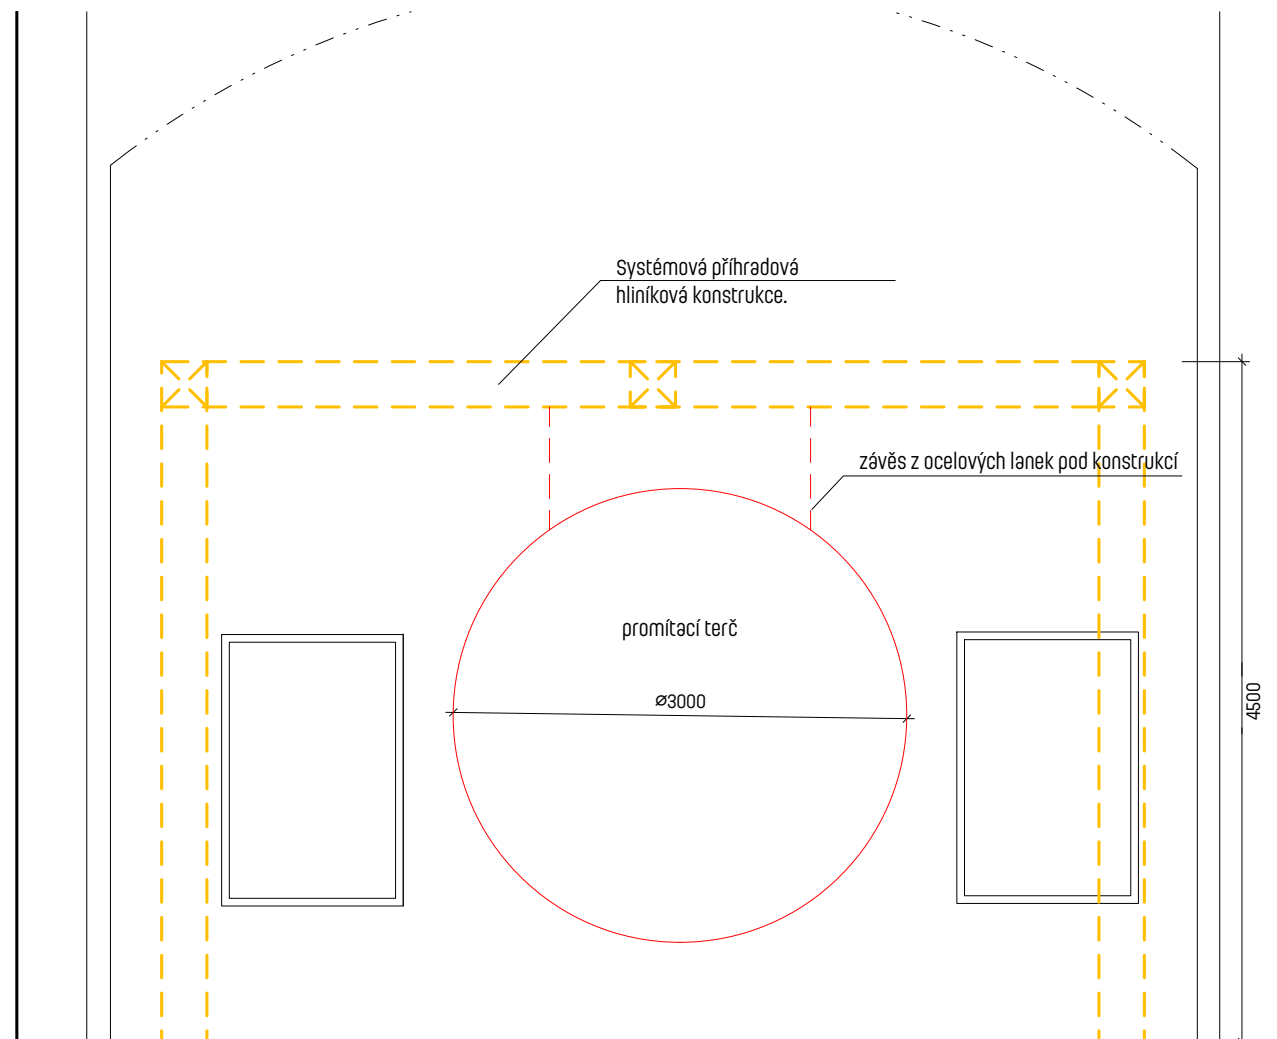 Systémová příhradová
hliníková konstrukce.
závěs z ocelových lanek pod konstrukcí
promítací terč
⌀3000
4500